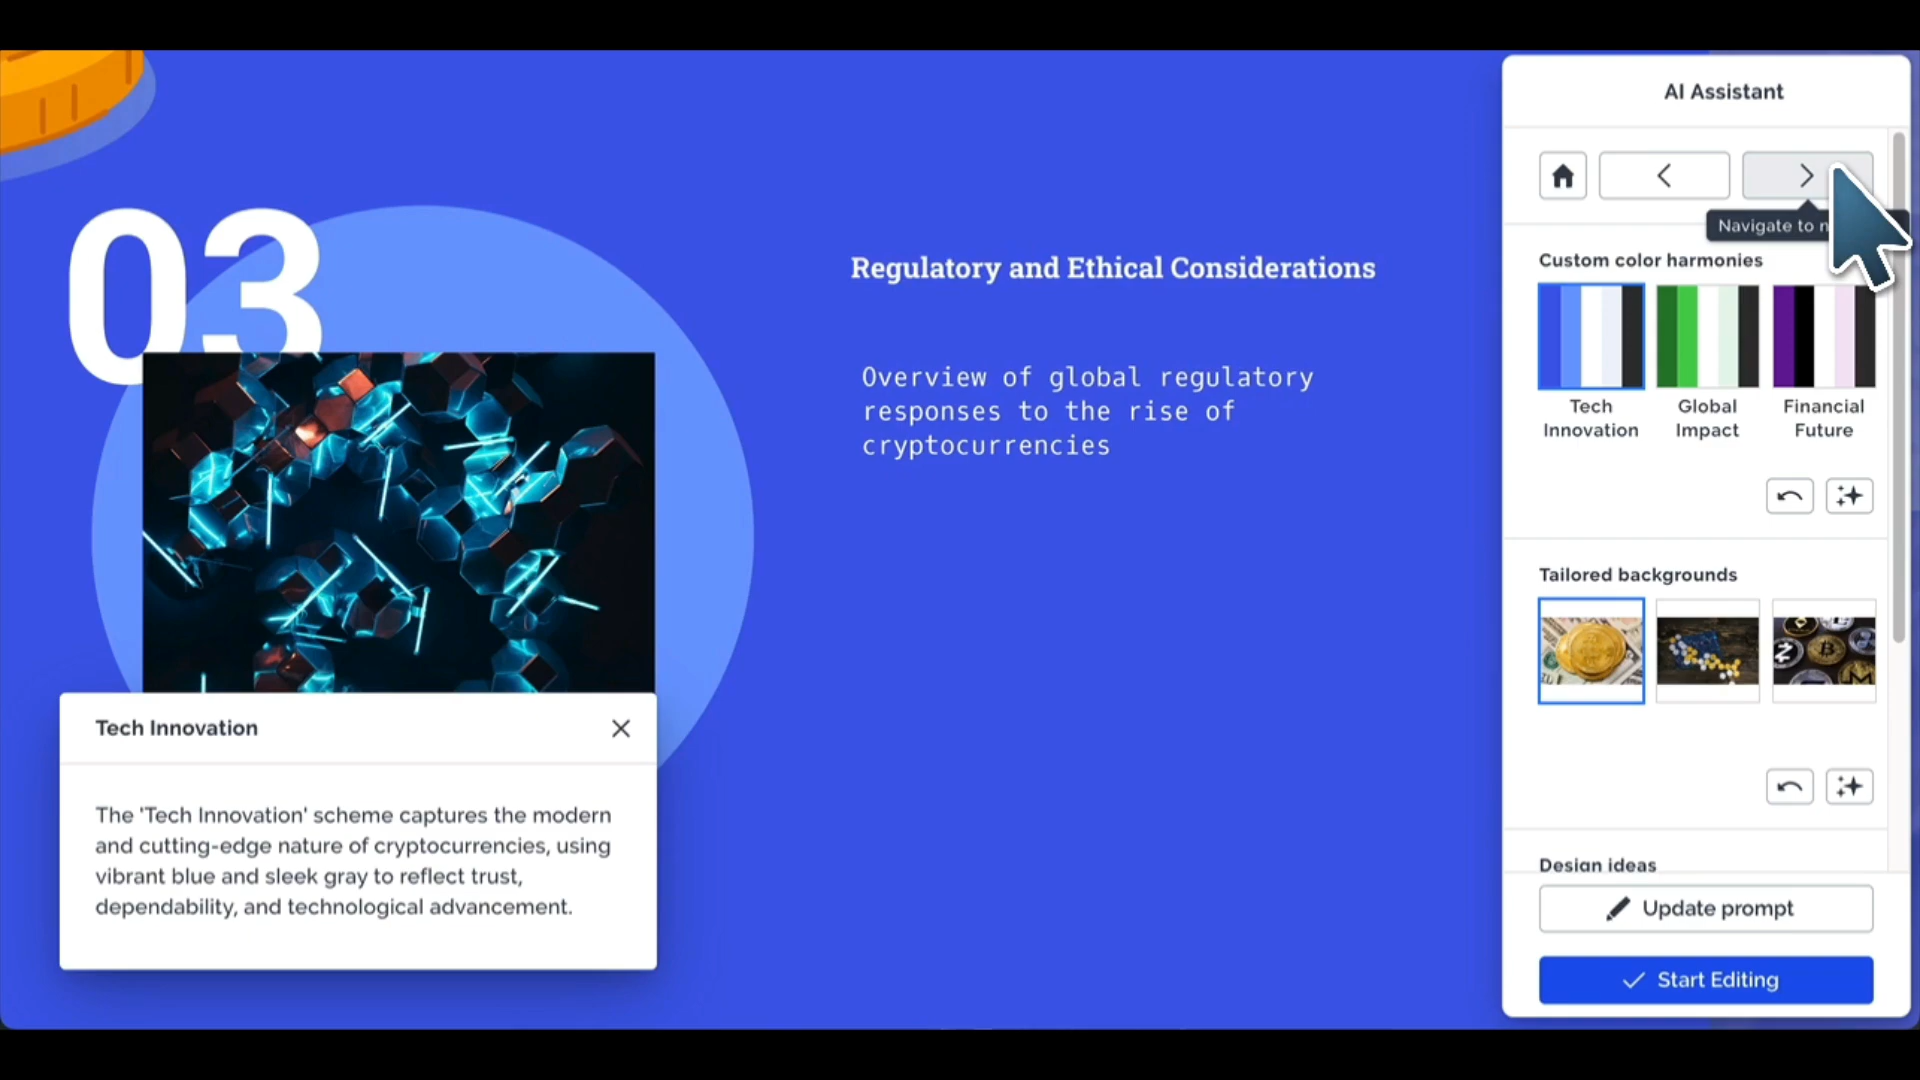 03
Regulatory and Ethical Considerations
Overview of global regulatory
responses to the rise of
cryptocurrencies
Tech Innovation
The 'Tech Innovation' scheme captures the modern
and cutting-edge nature of cryptocurrencies, using
vibrant blue and sleek gray to reflect trust,
dependability, and technological advancement.
AI Assistant
Navigate to
Custom color harmonies
Tech
Innovation
Global
Impact
Financial
Future
Tailored backgrounds
Design ideas
Update prompt
Start Editing